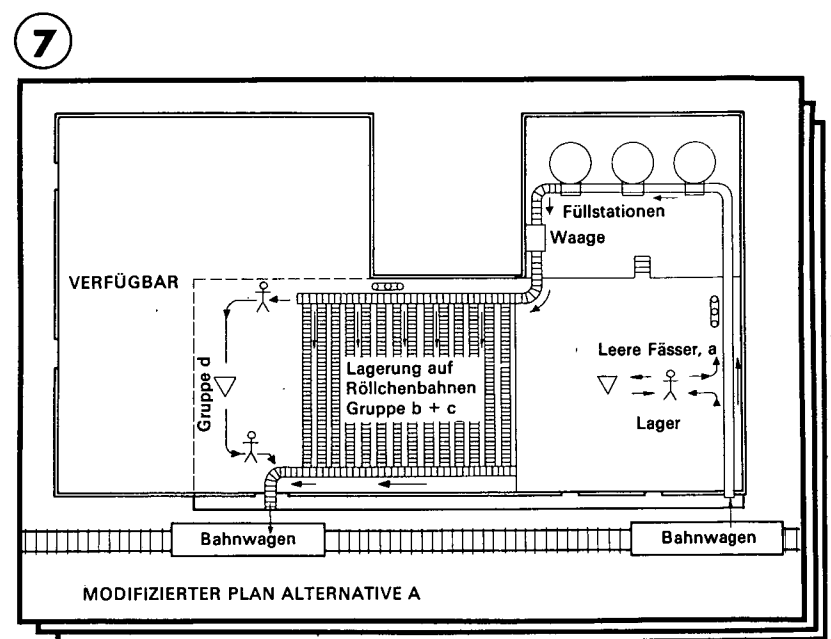 7
Füllstationen
Waage
VERFÜGBAR
Gruppe d
Lagerung auf
Röllchenbahnen
Gruppe b + c
Leere Fässer, a
Lager
Bahnwagen
Bahnwagen
MODIFIZIERTER PLAN ALTERNATIVE A